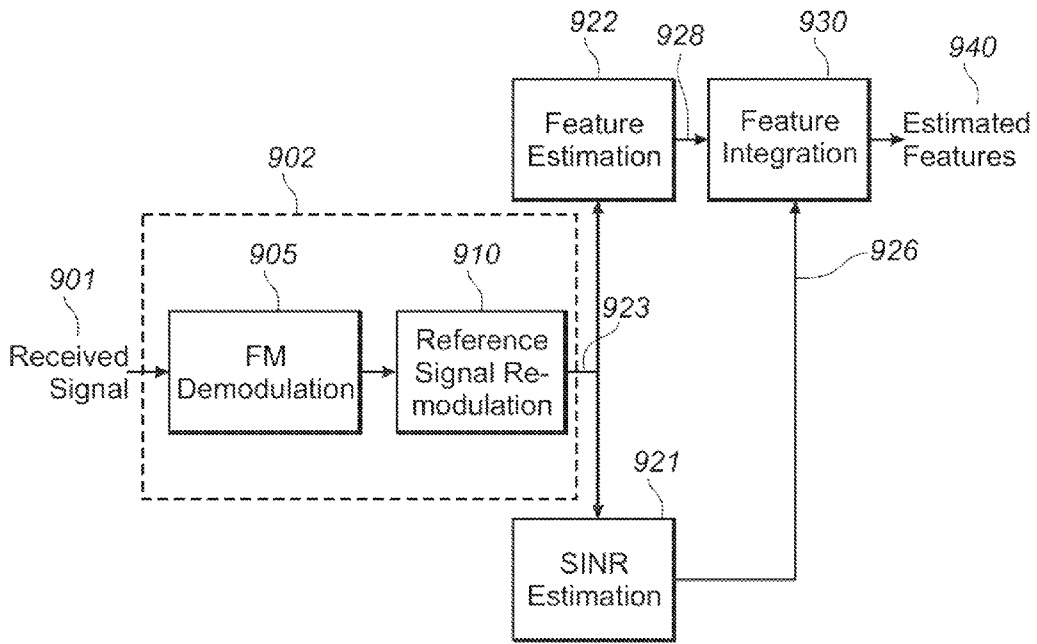 922
928
930
940
Feature
Estimation
Feature
Integration
Estimated
Features
902
926
905
910
901
923
Received
Signal
FM
Demodulation
Reference
Signal Re-
modulation
921
SINR
Estimation